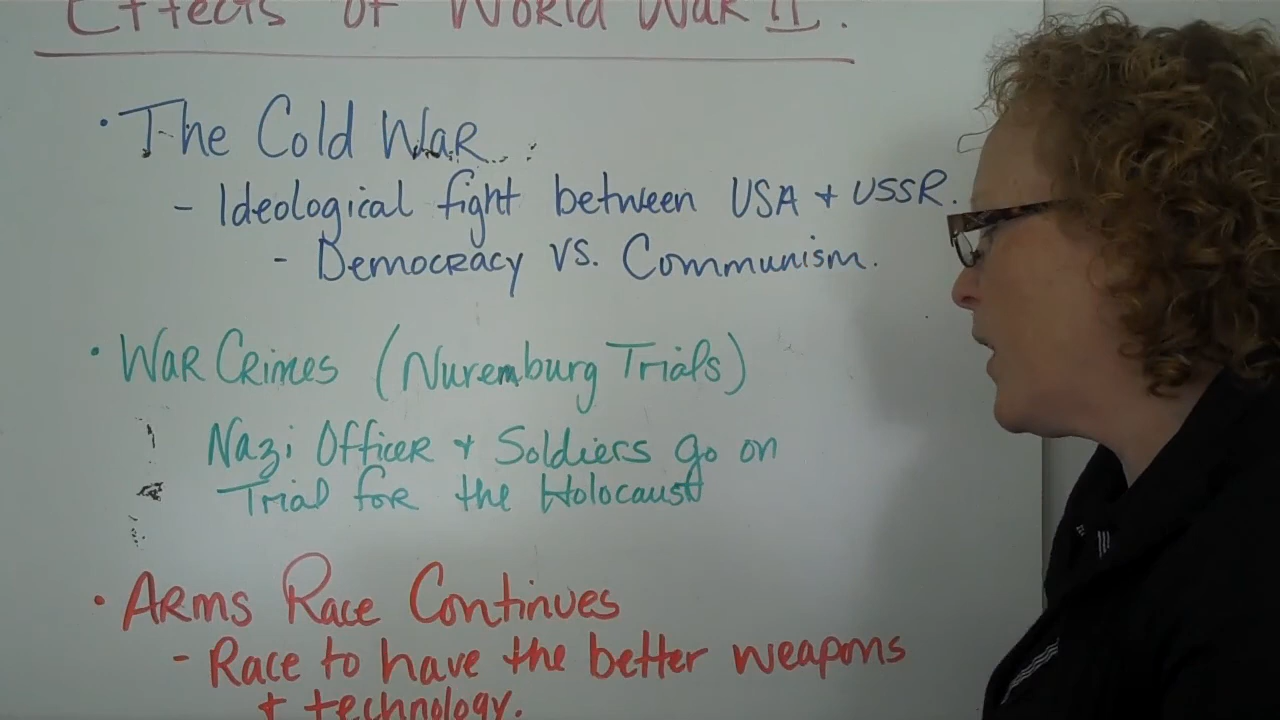 Effects of World War II.
• The Cold War
- Ideological fight between USA + USSR.
- Democracy vs. Communism.
• War Crimes (Nuremburg Trials)
Nazi Officer + Soldiers go on
Trial for the Holocaust
• Arms Race Continues
- Race to have the better weapons
+ technology.